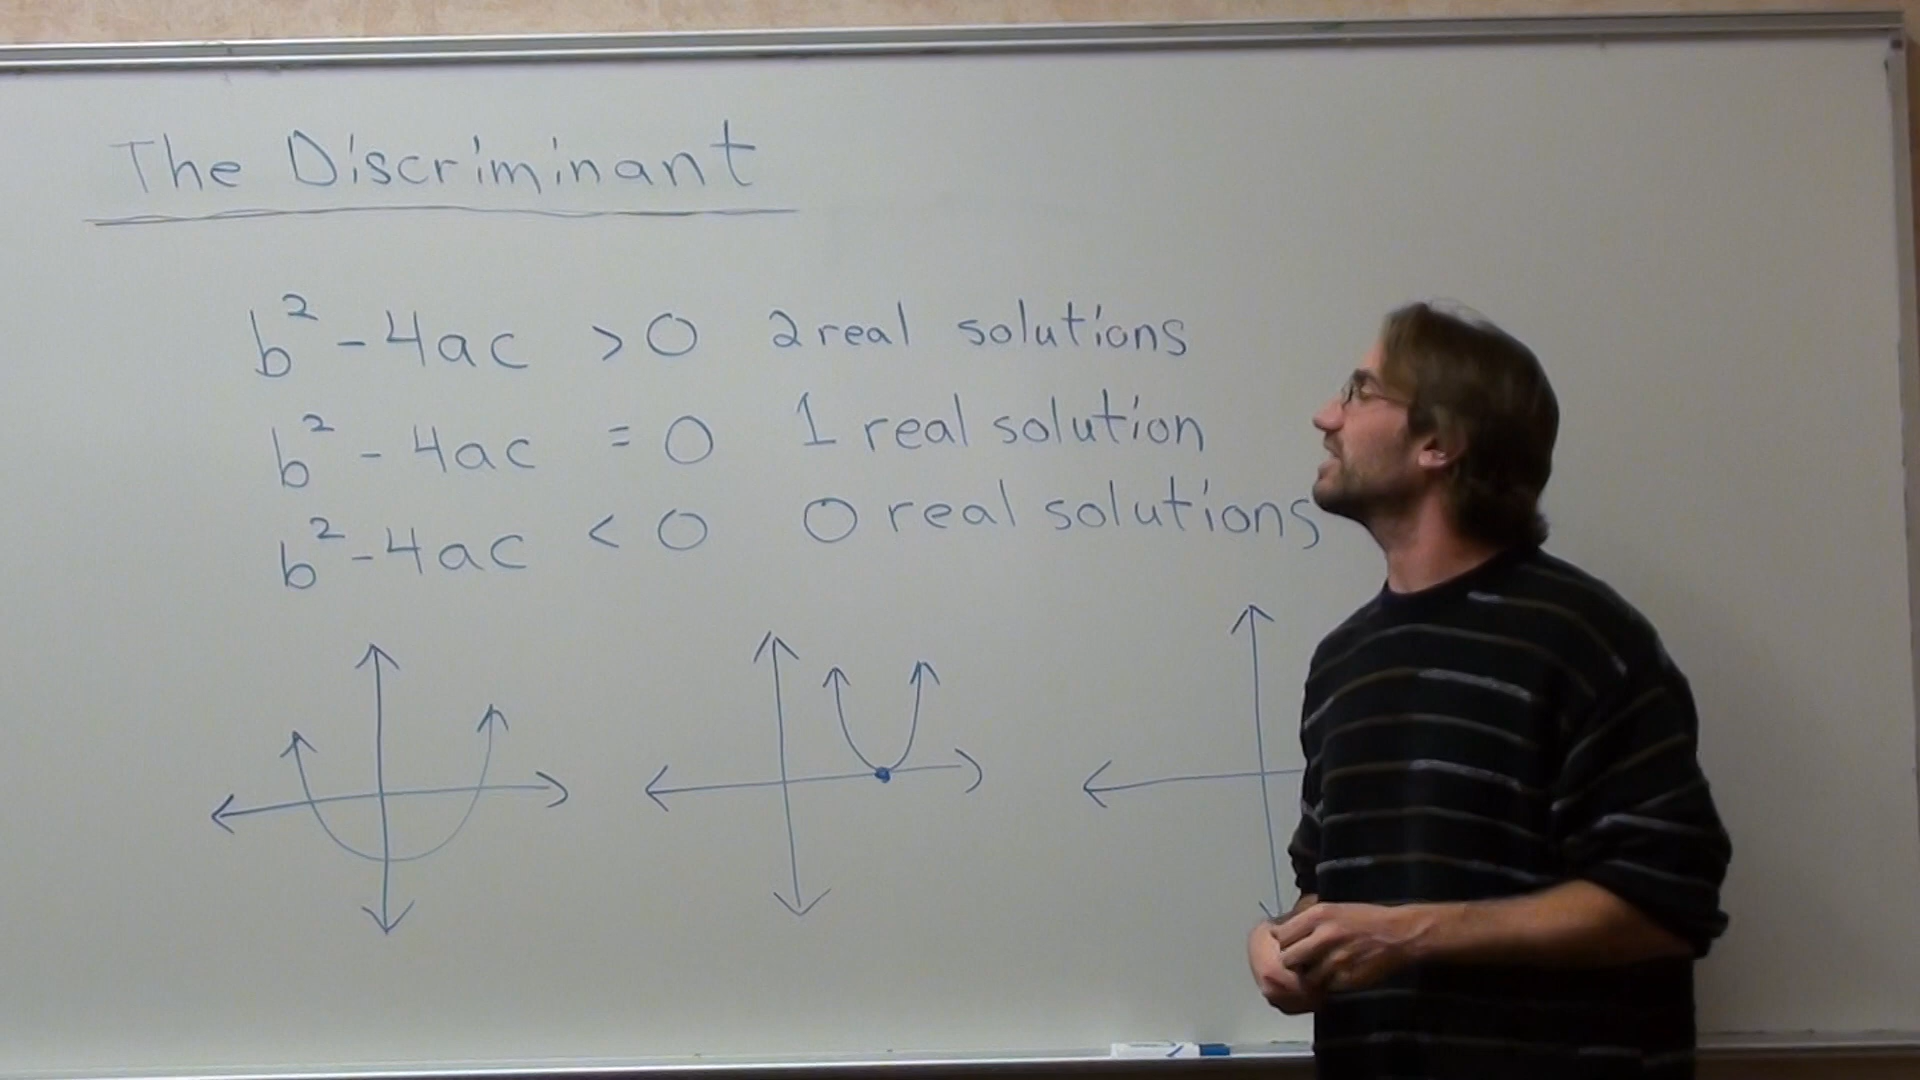 The Discriminant
b² - 4ac > 0 2 real solutions
b² - 4ac = 0 1 real solution
b² - 4ac < 0 0 real solutions